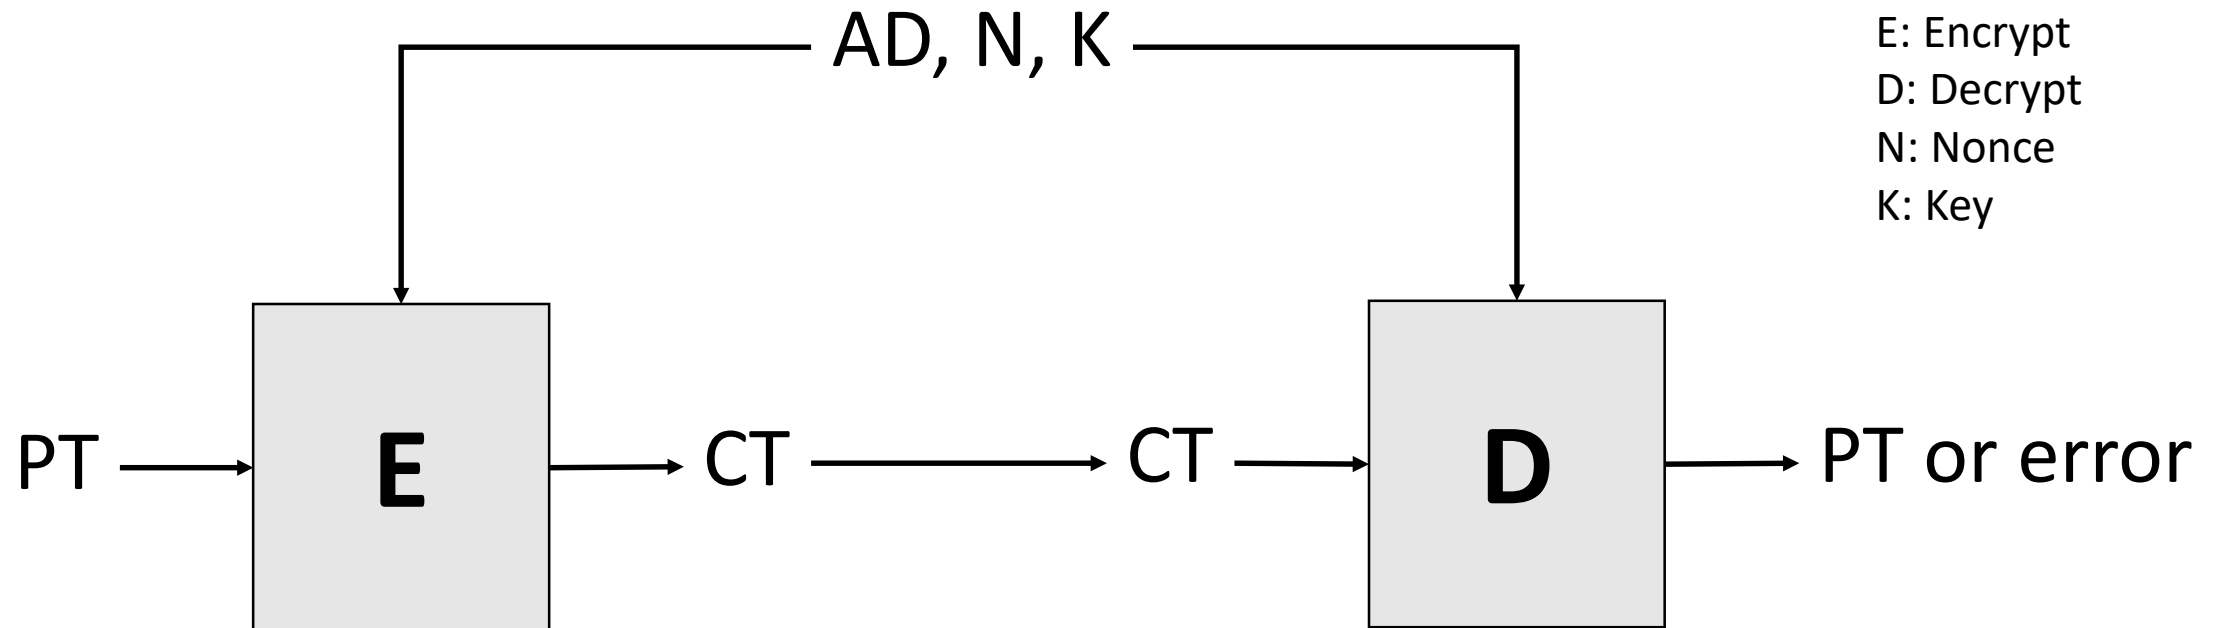 AD, N, K
E: Encrypt
D: Decrypt
N: Nonce
K: Key
PT
E
CT
CT
D
PT or error